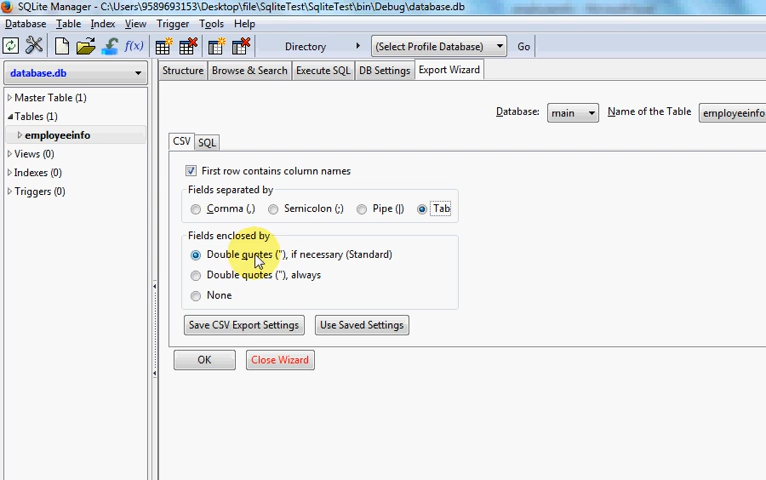 SQLite Manager - C:\Users\9589693153\Desktop\file\SqliteTest\SqliteTest\bin\Debug\database.db
Database Table Index View Trigger Tools Help
f(x) Directory (Select Profile Database) Go
database.db
Structure Browse & Search Execute SQL DB Settings Export Wizard
Master Table (1)
Tables (1)
employeeinfo
Views (0)
Indexes (0)
Triggers (0)
Database: main Name of the Table employeeinfo
CSV SQL
First row contains column names
Fields separated by
Comma (,) Semicolon (;) Pipe (|) Tab
Fields enclosed by
Double quotes ("), if necessary (Standard)
Double quotes ("), always
None
Save CSV Export Settings Use Saved Settings
OK Close Wizard